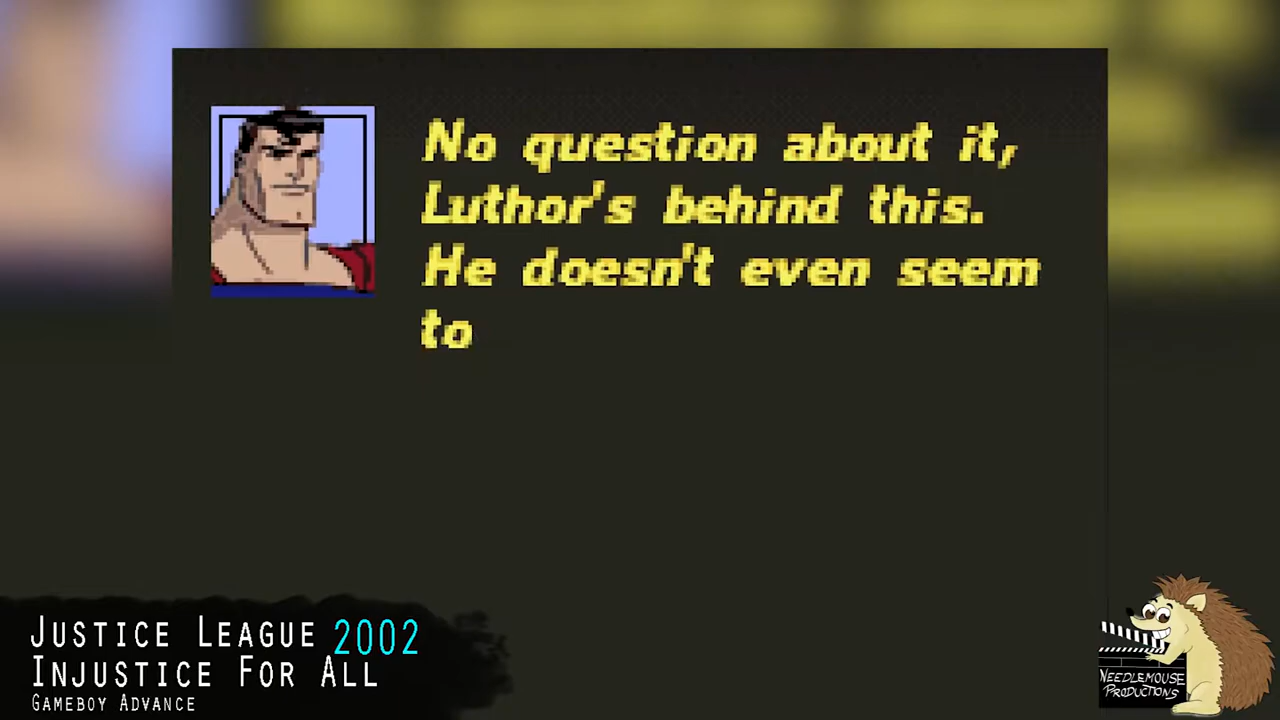 No question about it,
Luthor's behind this.
He doesn't even seem
to
JUSTICE LEAGUE 2002
INJUSTICE FOR ALL
GAMEBOY ADVANCE
NEEDLEMOUSE
PRODUCTIONS